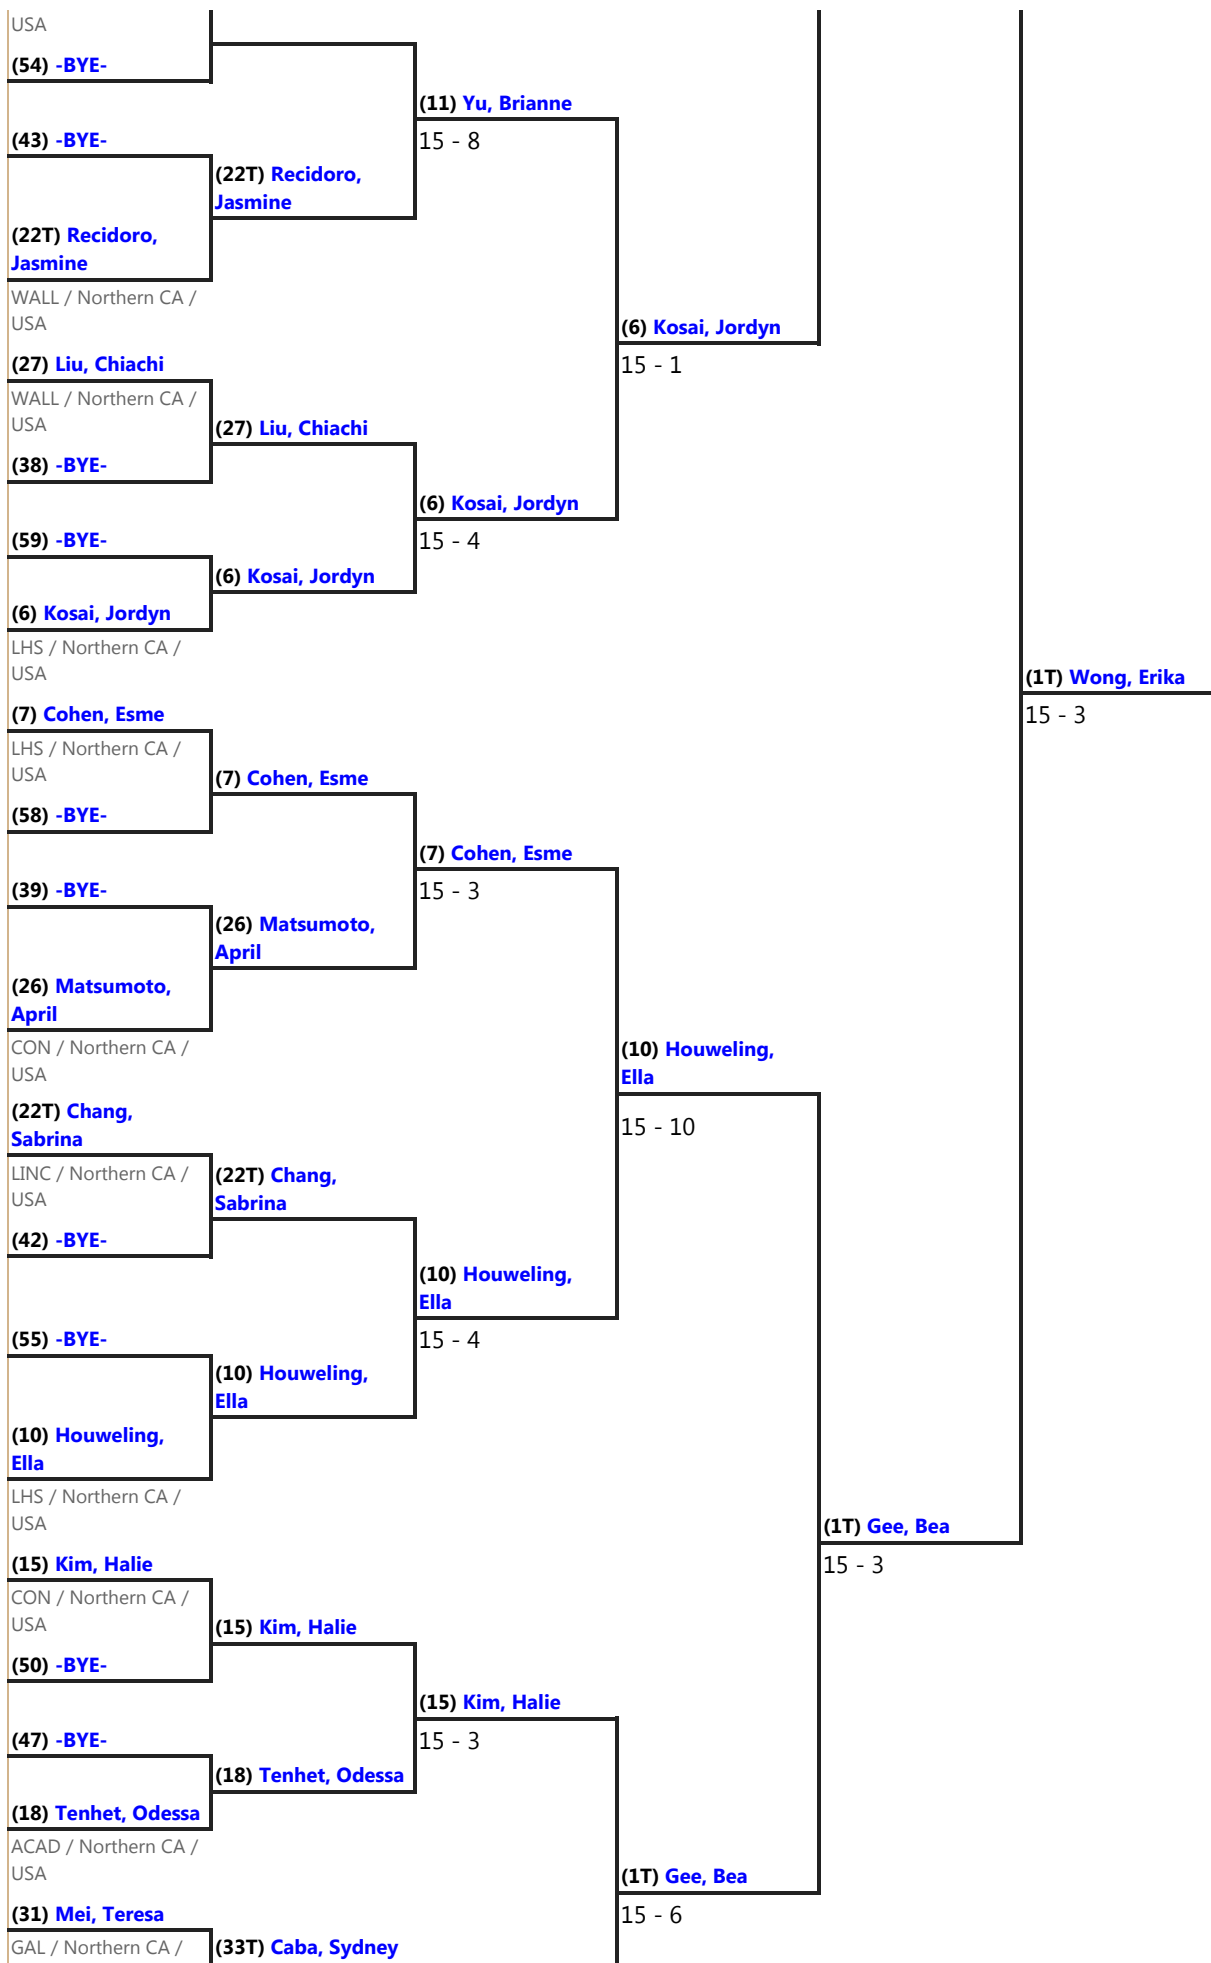 USA
(54) -BYE-
(11) Yu, Brianne
(43) -BYE-
15 - 8
(22T) Recidoro,
Jasmine
(22T) Recidoro,
Jasmine
WALL / Northern CA /
USA
(6) Kosai, Jordyn
15 - 1
(27) Liu, Chiachi
WALL / Northern CA /
USA
(27) Liu, Chiachi
(38) -BYE-
(6) Kosai, Jordyn
15 - 4
(59) -BYE-
(6) Kosai, Jordyn
(6) Kosai, Jordyn
LHS / Northern CA /
USA
(1T) Wong, Erika
15 - 3
(7) Cohen, Esme
LHS / Northern CA /
USA
(7) Cohen, Esme
(58) -BYE-
(7) Cohen, Esme
15 - 3
(39) -BYE-
(26) Matsumoto,
April
(26) Matsumoto,
April
CON / Northern CA /
USA
(10) Houweling,
Ella
15 - 10
(22T) Chang,
Sabrina
LINC / Northern CA /
USA
(22T) Chang,
Sabrina
(42) -BYE-
(10) Houweling,
Ella
15 - 4
(55) -BYE-
(10) Houweling,
Ella
(10) Houweling,
Ella
LHS / Northern CA /
USA
(1T) Gee, Bea
15 - 3
(15) Kim, Halie
CON / Northern CA /
USA
(15) Kim, Halie
(50) -BYE-
(15) Kim, Halie
15 - 3
(47) -BYE-
(18) Tenhet, Odessa
(18) Tenhet, Odessa
ACAD / Northern CA /
USA
(1T) Gee, Bea
15 - 6
(31) Mei, Teresa
GAL / Northern CA /
(33T) Caba, Sydney